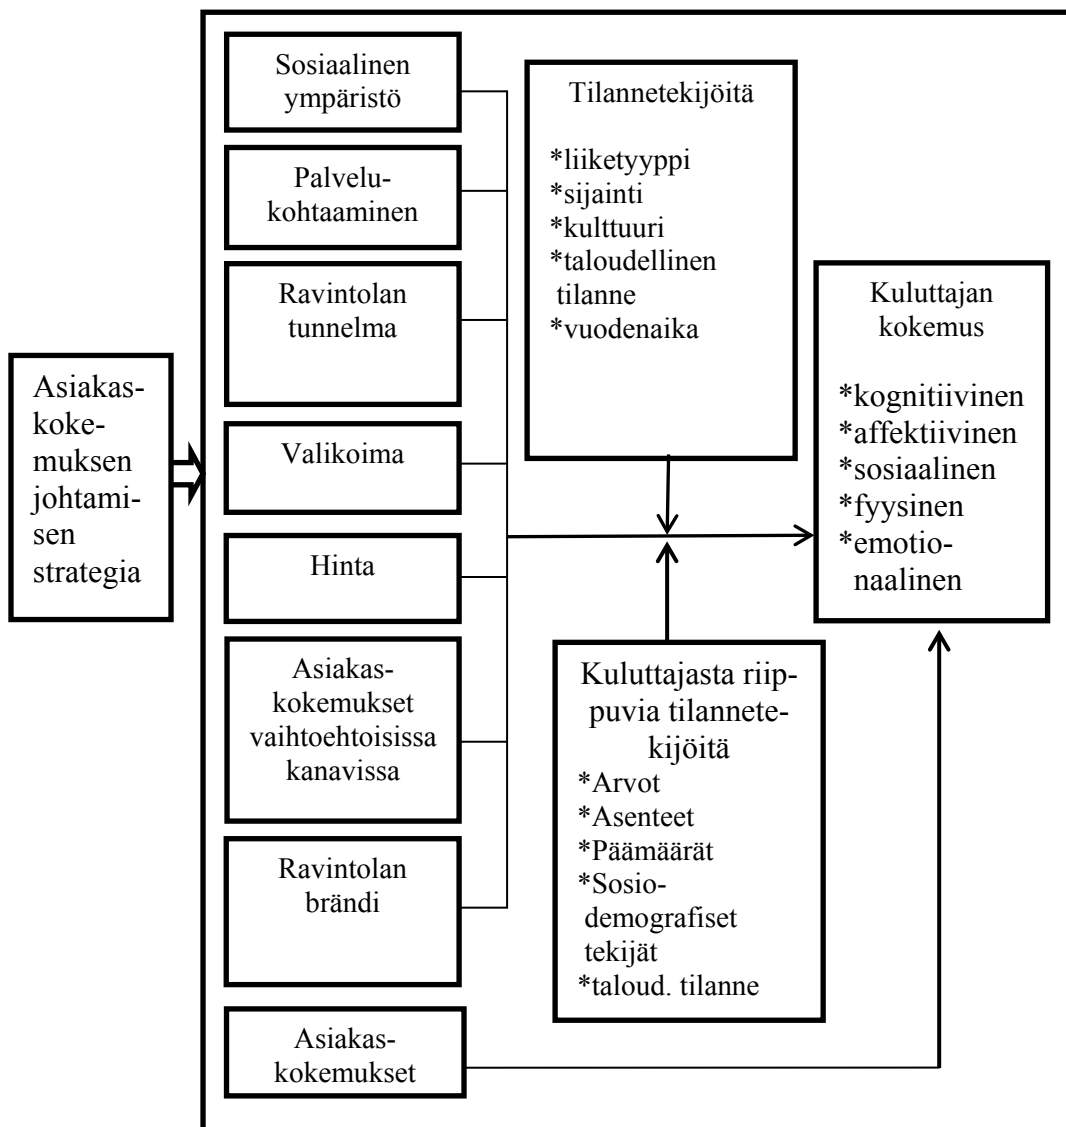 Asiakas-
koke-
muksen
johtami-
sen
strategia
Sosiaalinen
ympäristö
Palvelu-
kohtaaminen
Ravintolan
tunnelma
Valikoima
Hinta
Asiakas-
kokemukset
vaihtoehtoisissa
kanavissa
Ravintolan
brändi
Asiakas-
kokemukset
Tilannetekijöitä
*liiketyyppi
*sijainti
*kulttuuri
*taloudellinen
tilanne
*vuodenaika
Kuluttajasta riip-
puvia tilannete-
kijöitä
*Arvot
*Asenteet
*Päämäärät
*Sosio-
demografiset
tekijät
*taloud. tilanne
Kuluttajan
kokemus
*kognitiivinen
*affektiivinen
*sosiaalinen
*fyysinen
*emotio-
naalinen